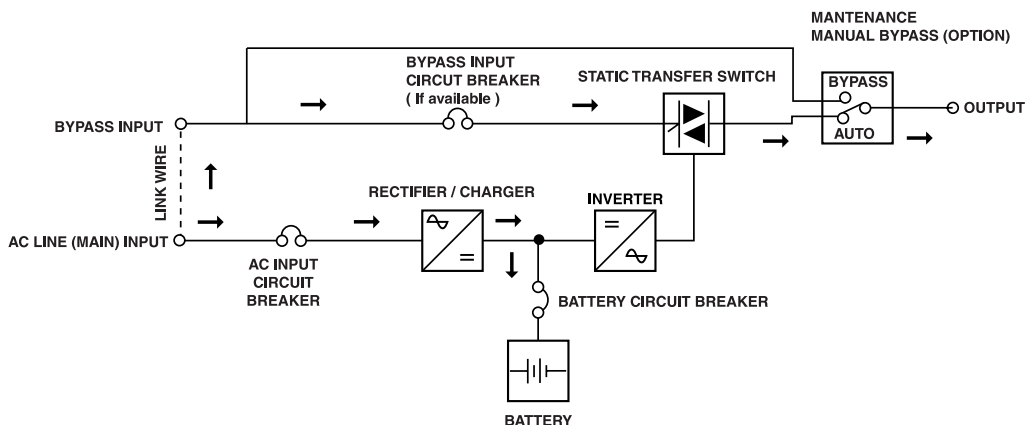 MANTENANCE
MANUAL BYPASS (OPTION)
BYPASS INPUT
CIRCUT BREAKER
( If available )
STATIC TRANSFER SWITCH
BYPASS
AUTO
OUTPUT
BYPASS INPUT
LINK WIRE
AC LINE (MAIN) INPUT
AC INPUT
CIRCUIT
BREAKER
RECTIFIER / CHARGER
INVERTER
BATTERY CIRCUIT BREAKER
BATTERY